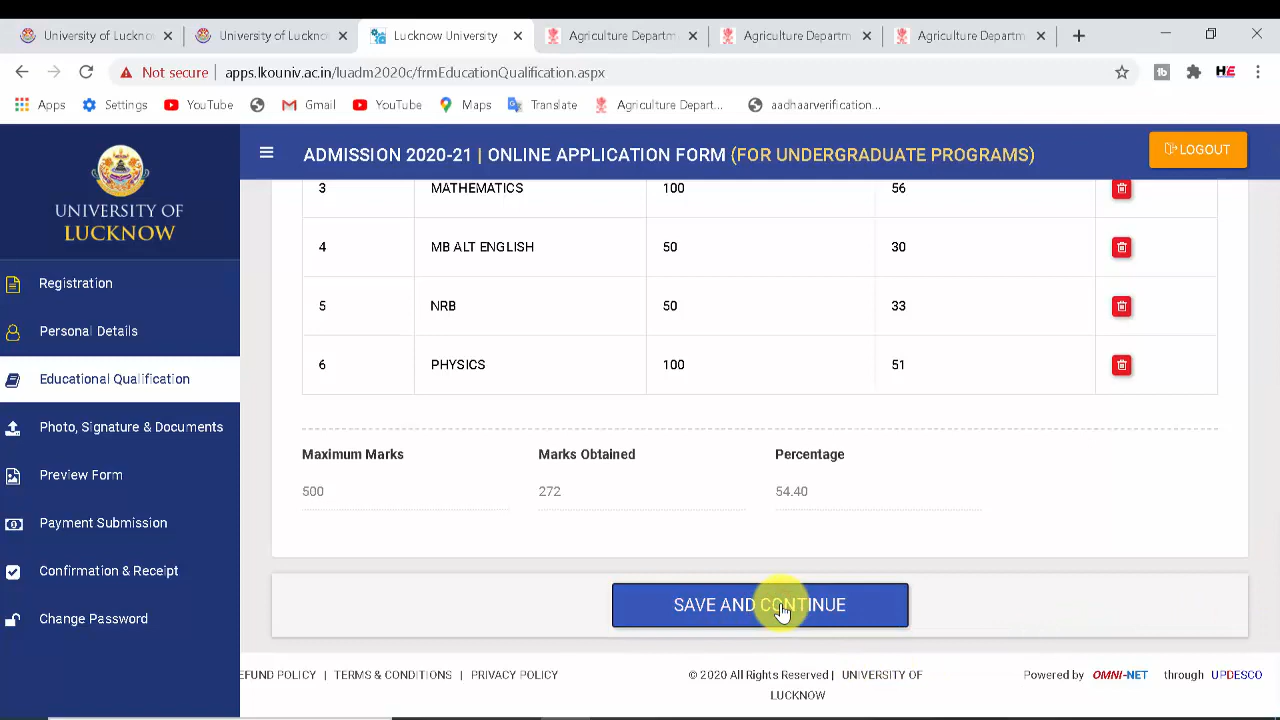 University of Luckno
University of Luckno
Lucknow University
Agriculture Departm
Agriculture Departm
Agriculture Departm
Not secure
apps.lkouniv.ac.in/luadm2020c/frmEducationQualification.aspx
Apps
Settings
YouTube
Gmail
YouTube
Maps
Translate
Agriculture Depart...
aadhaarverification...
UNIVERSITY OF
LUCKNOW
ADMISSION 2020-21 | ONLINE APPLICATION FORM (FOR UNDERGRADUATE PROGRAMS)
LOGOUT
Registration
Personal Details
Educational Qualification
Photo, Signature & Documents
Preview Form
Payment Submission
Confirmation & Receipt
Change Password
3 MATHEMATICS 100 56
4 MB ALT ENGLISH 50 30
5 NRB 50 33
6 PHYSICS 100 51
Maximum Marks Marks Obtained Percentage
500 272 54.40
SAVE AND CONTINUE
EFUND POLICY | TERMS & CONDITIONS | PRIVACY POLICY
© 2020 All Rights Reserved | UNIVERSITY OF
LUCKNOW
Powered by OMNI-NET through UPDESCO